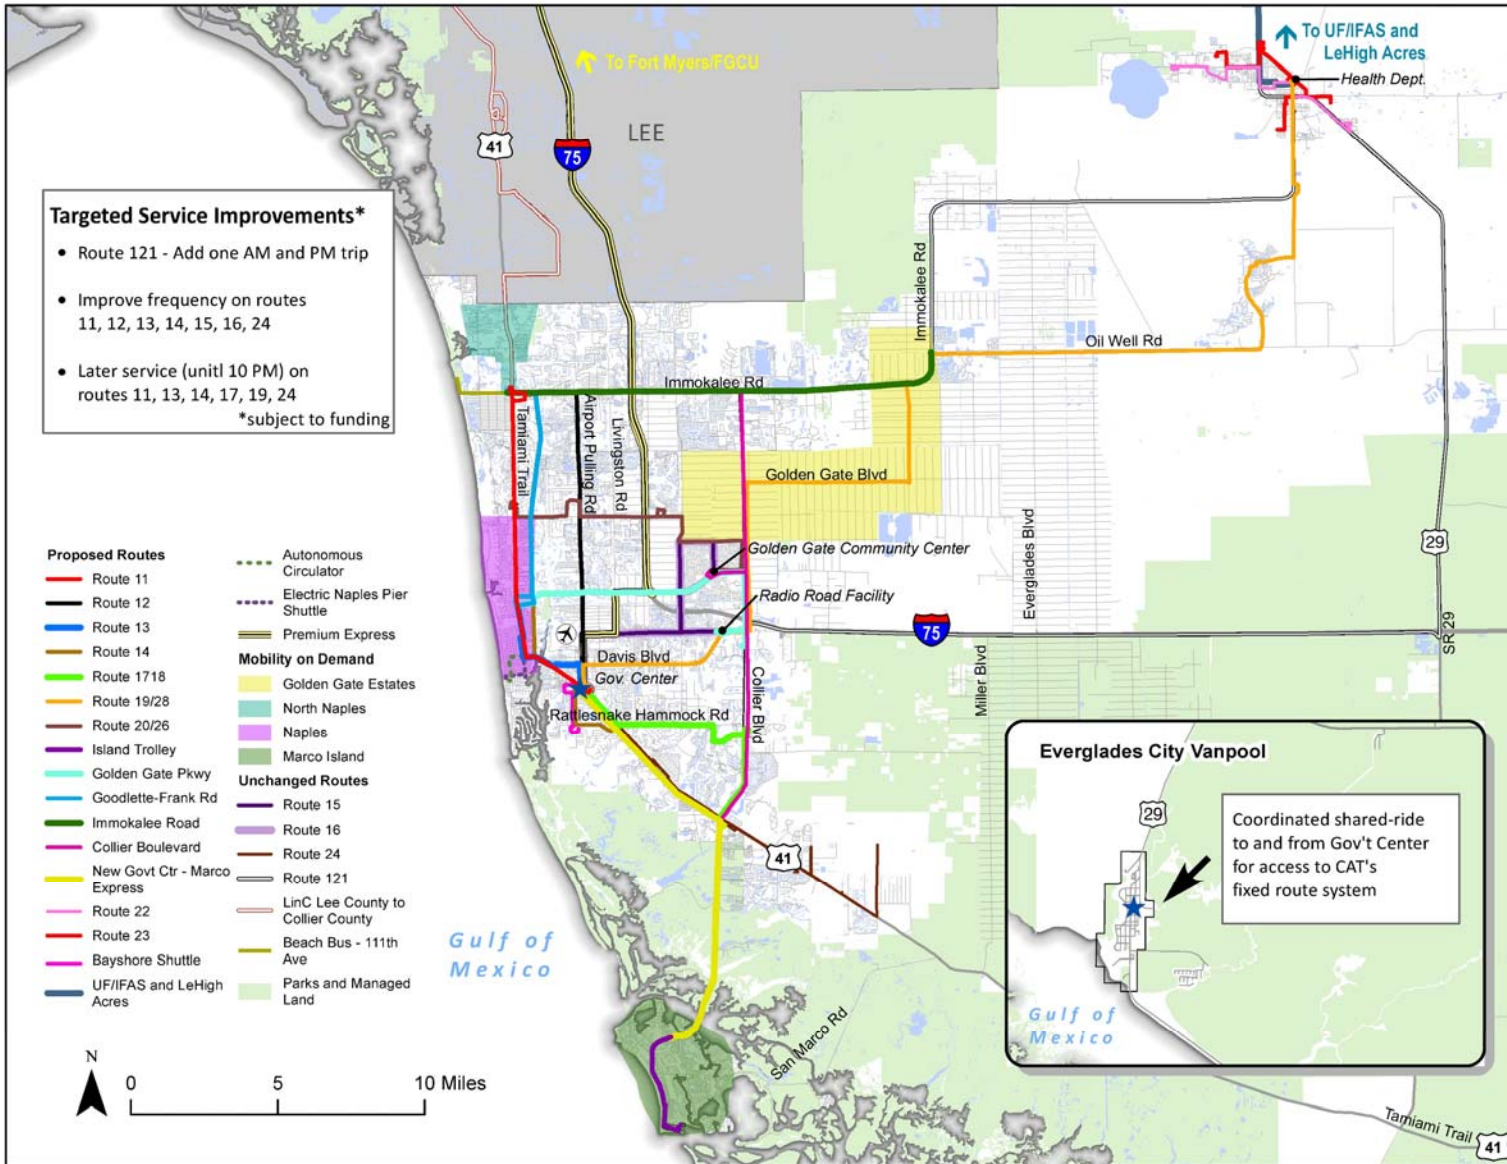 To Fort Myers/FGCU
To UF/IFAS and
LeHigh Acres
Health Dept.
LEE
41
75
Targeted Service Improvements*
• Route 121 - Add one AM and PM trip
• Improve frequency on routes
11, 12, 13, 14, 15, 16, 24
• Later service (unitl 10 PM) on
routes 11, 13, 14, 17, 19, 24
*subject to funding
Immokalee Rd
Oil Well Rd
Immokalee Rd
Tamiami Trail
Airport Pulling Rd
Livingston Rd
Golden Gate Blvd
Everglades Blvd
29
SR 29
Golden Gate Community Center
Radio Road Facility
75
Davis Blvd
Gov. Center
Rattlesnake Hammock Rd
Collier Blvd
Miller Blvd
41
San Marco Rd
Gulf of
Mexico
Proposed Routes
Route 11
Route 12
Route 13
Route 14
Route 1718
Route 19/28
Route 20/26
Island Trolley
Golden Gate Pkwy
Goodlette-Frank Rd
Immokalee Road
Collier Boulevard
New Govt Ctr - Marco
Express
Route 22
Route 23
Bayshore Shuttle
UF/IFAS and LeHigh
Acres
Autonomous
Circulator
Electric Naples Pier
Shuttle
Premium Express
Mobility on Demand
Golden Gate Estates
North Naples
Naples
Marco Island
Unchanged Routes
Route 15
Route 16
Route 24
Route 121
LinC Lee County to
Collier County
Beach Bus - 111th
Ave
Parks and Managed
Land
N
0 5 10 Miles
Everglades City Vanpool
29
Coordinated shared-ride
to and from Gov't Center
for access to CAT's
fixed route system
Gulf of
Mexico
Tamiami Trail
41